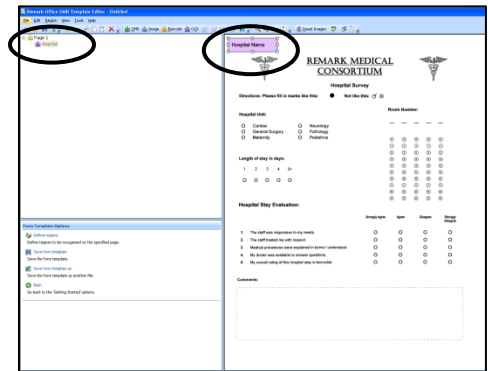 Remark Office OMR Template Editor - Untitled
File Edit Regions View Tools Help
OMR Image Barcode OCR
Reset Images
Page 1
Hospital
Hospital Name
REMARK MEDICAL
CONSORTIUM
Hospital Survey
Directions: Please fill in marks like this: Not like this:
Room Number:
Hospital Unit:
Cardiac Neurology
General Surgery Pathology
Maternity Pediatrics
Length of stay in days:
1 2 3 4 5+
Hospital Stay Evaluation:
Strongly Agree Agree Disagree Strongly Disagree
1. The staff was responsive to my needs.
2. The staff treated me with respect.
3. Medical procedures were explained in terms I understood.
4. My doctor was available to answer questions.
5. My overall rating of this hospital stay is favorable.
Comments:
Form Template Options
Define regions
Define regions to be recognized on the specified page.
Save form template
Save the form template.
Save form template as
Save the form template as another file.
Back
Go back to the 'Getting Started' options.